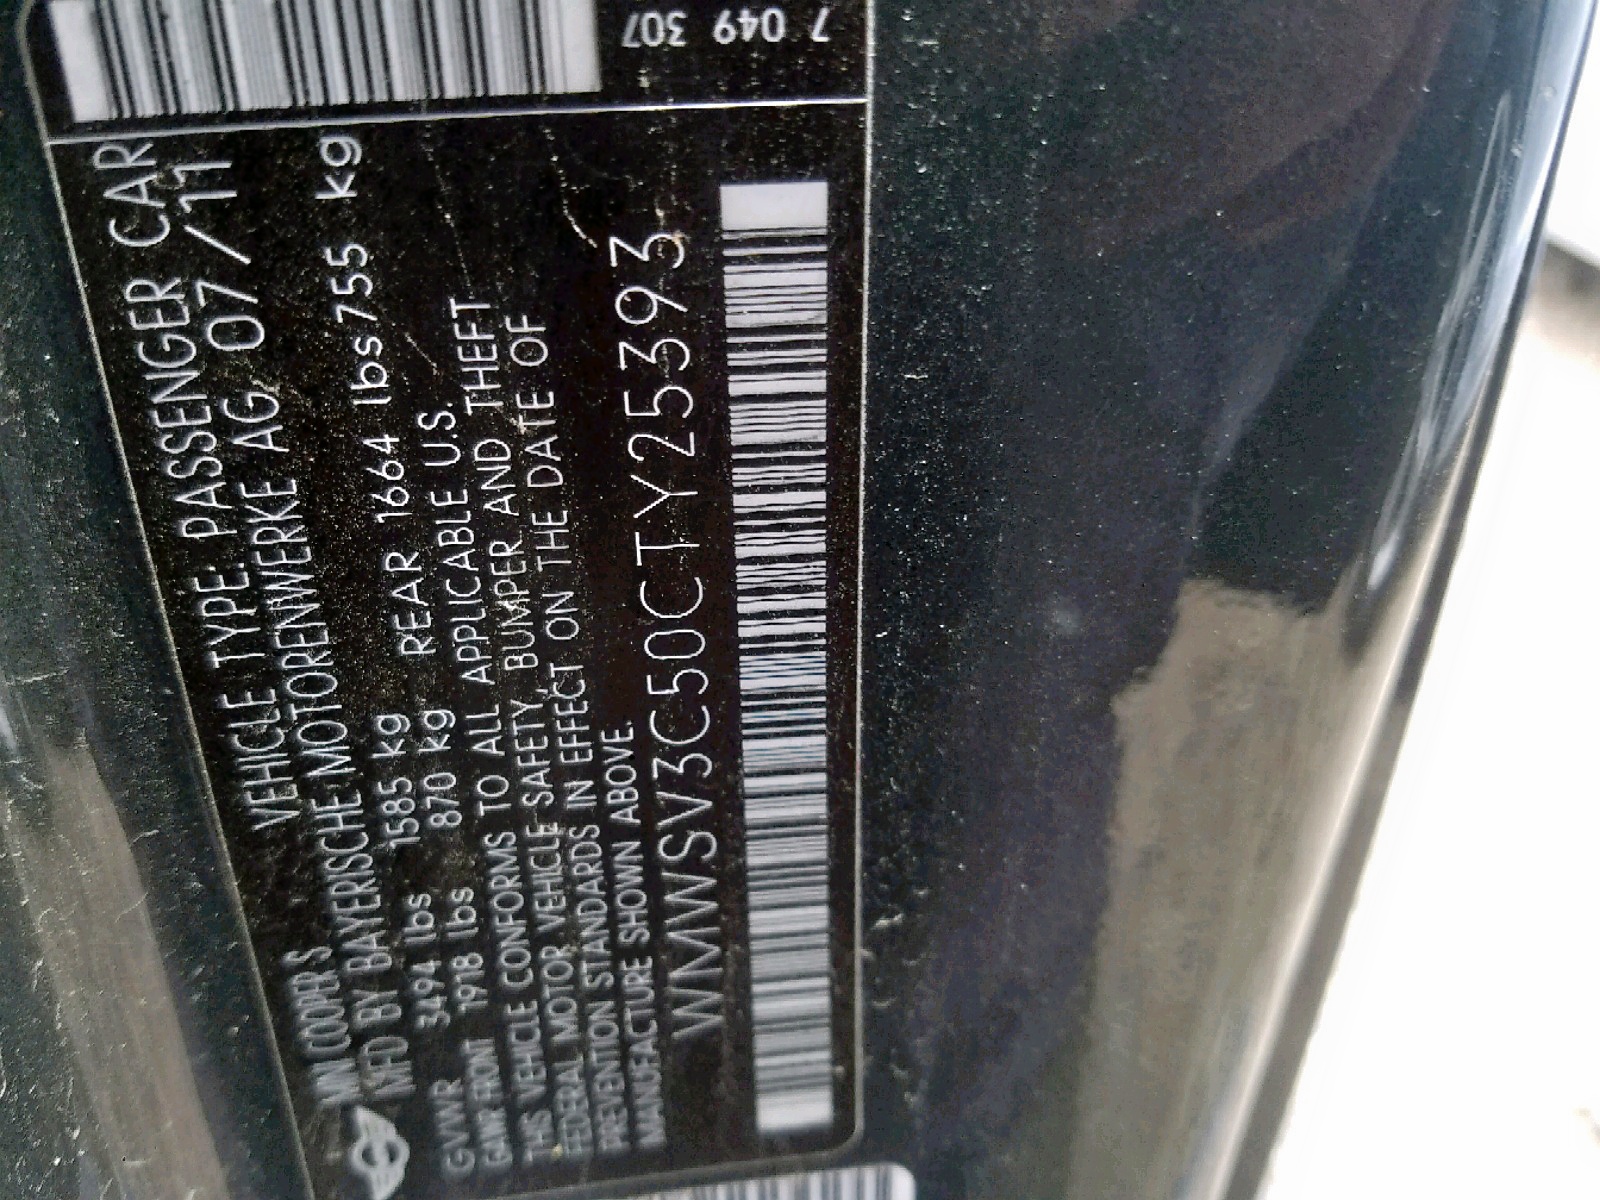 7 049 307
MINI COOPER S VEHICLE TYPE: PASSENGER CAR
MFD BY BAYERISCHE MOTORENWERKE AG 07/11
GVWR 3494 lbs 1585 kg
GAWR FRONT 1918 lbs 870 kg REAR 1664 lbs 755 kg
THIS VEHICLE CONFORMS TO ALL APPLICABLE U.S.
FEDERAL MOTOR VEHICLE SAFETY, BUMPER AND THEFT
PREVENTION STANDARDS IN EFFECT ON THE DATE OF
MANUFACTURE SHOWN ABOVE.
WMWSV3C50CTY25393